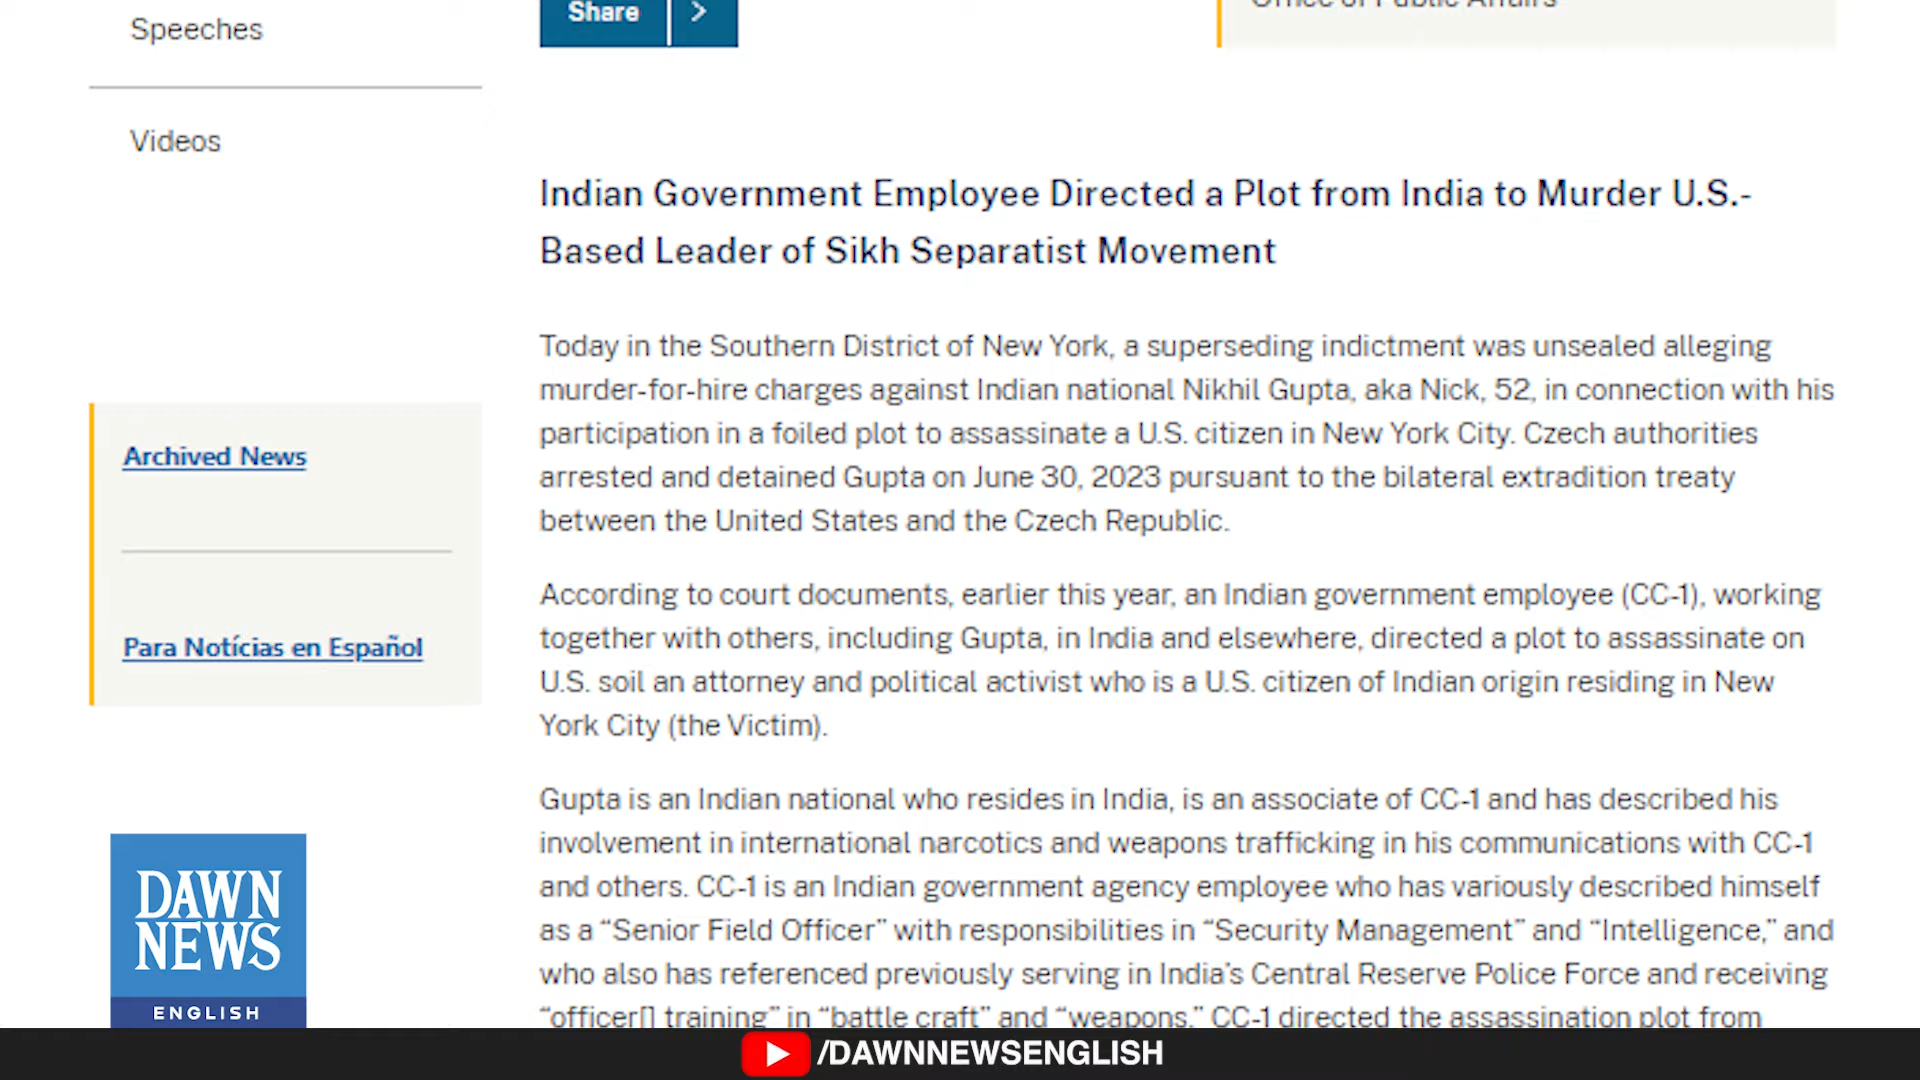 Speeches
Share
Office of Public Affairs
Videos
Indian Government Employee Directed a Plot from India to Murder U.S.-
Based Leader of Sikh Separatist Movement
Today in the Southern District of New York, a superseding indictment was unsealed alleging
murder-for-hire charges against Indian national Nikhil Gupta, aka Nick, 52, in connection with his
participation in a foiled plot to assassinate a U.S. citizen in New York City. Czech authorities
arrested and detained Gupta on June 30, 2023 pursuant to the bilateral extradition treaty
between the United States and the Czech Republic.
Archived News
Para Notícias en Español
According to court documents, earlier this year, an Indian government employee (CC-1), working
together with others, including Gupta, in India and elsewhere, directed a plot to assassinate on
U.S. soil an attorney and political activist who is a U.S. citizen of Indian origin residing in New
York City (the Victim).
Gupta is an Indian national who resides in India, is an associate of CC-1 and has described his
involvement in international narcotics and weapons trafficking in his communications with CC-1
and others. CC-1 is an Indian government agency employee who has variously described himself
as a “Senior Field Officer” with responsibilities in “Security Management” and “Intelligence,” and
who also has referenced previously serving in India’s Central Reserve Police Force and receiving
“officer[] training” in “battle craft” and “weapons.” CC-1 directed the assassination plot from
DAWN
NEWS
ENGLISH
/DAWNNEWSENGLISH